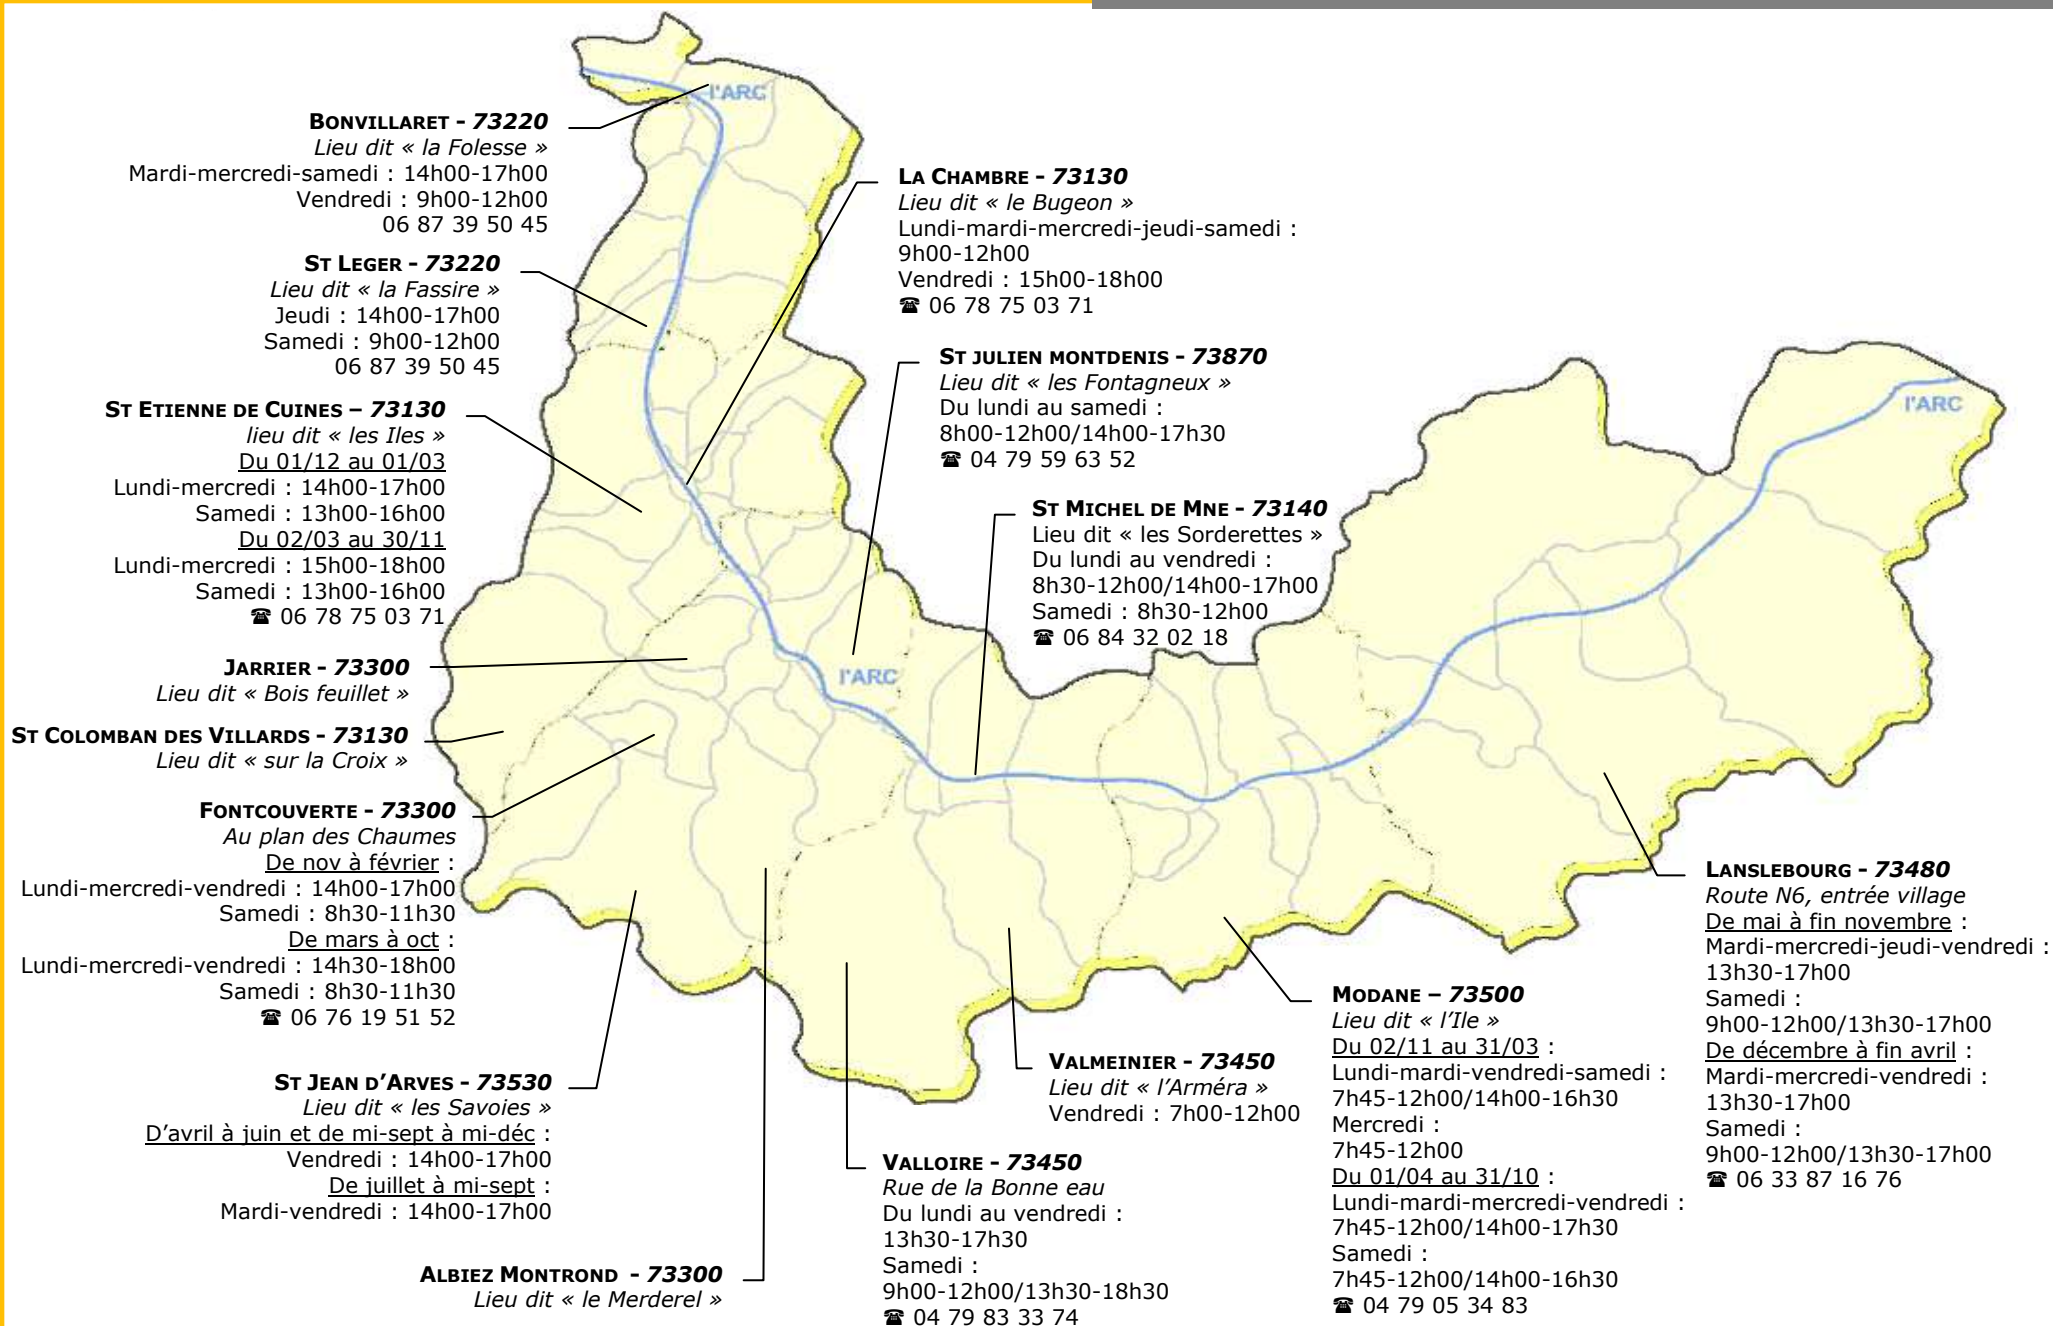 l'ARC
BONVILLARET - 73220
Lieu dit « la Folesse »
Mardi-mercredi-samedi : 14h00-17h00
Vendredi : 9h00-12h00
06 87 39 50 45
ST LEGER - 73220
Lieu dit « la Fassire »
Jeudi : 14h00-17h00
Samedi : 9h00-12h00
06 87 39 50 45
ST ETIENNE DE CUINES – 73130
lieu dit « les Iles »
Du 01/12 au 01/03
Lundi-mercredi : 14h00-17h00
Samedi : 13h00-16h00
Du 02/03 au 30/11
Lundi-mercredi : 15h00-18h00
Samedi : 13h00-16h00
☎ 06 78 75 03 71
JARRIER - 73300
Lieu dit « Bois feuillet »
ST COLOMBAN DES VILLARDS - 73130
Lieu dit « sur la Croix »
FONTCOUVERTE - 73300
Au plan des Chaumes
De nov à février :
Lundi-mercredi-vendredi : 14h00-17h00
Samedi : 8h30-11h30
De mars à oct :
Lundi-mercredi-vendredi : 14h30-18h00
Samedi : 8h30-11h30
☎ 06 76 19 51 52
ST JEAN D'ARVES - 73530
Lieu dit « les Savoies »
D'avril à juin et de mi-sept à mi-déc :
Vendredi : 14h00-17h00
De juillet à mi-sept :
Mardi-vendredi : 14h00-17h00
ALBIEZ MONTROND - 73300
Lieu dit « le Merderel »
LA CHAMBRE - 73130
Lieu dit « le Bugeon »
Lundi-mardi-mercredi-jeudi-samedi :
9h00-12h00
Vendredi : 15h00-18h00
☎ 06 78 75 03 71
ST JULIEN MONTDENIS - 73870
Lieu dit « les Fontagneux »
Du lundi au samedi :
8h00-12h00/14h00-17h30
☎ 04 79 59 63 52
ST MICHEL DE MNE - 73140
Lieu dit « les Sorderettes »
Du lundi au vendredi :
8h30-12h00/14h00-17h00
Samedi : 8h30-12h00
☎ 06 84 32 02 18
l'ARC
l'ARC
VALLOIRE - 73450
Rue de la Bonne eau
Du lundi au vendredi :
13h30-17h30
Samedi :
9h00-12h00/13h30-18h30
☎ 04 79 83 33 74
VALMEINIER - 73450
Lieu dit « l'Arméra »
Vendredi : 7h00-12h00
MODANE – 73500
Lieu dit « l'Ile »
Du 02/11 au 31/03 :
Lundi-mardi-vendredi-samedi :
7h45-12h00/14h00-16h30
Mercredi :
7h45-12h00
Du 01/04 au 31/10 :
Lundi-mardi-mercredi-vendredi :
7h45-12h00/14h00-17h30
Samedi :
7h45-12h00/14h00-16h30
☎ 04 79 05 34 83
LANSLEBOURG - 73480
Route N6, entrée village
De mai à fin novembre :
Mardi-mercredi-jeudi-vendredi :
13h30-17h00
Samedi :
9h00-12h00/13h30-17h00
De décembre à fin avril :
Mardi-mercredi-vendredi :
13h30-17h00
Samedi :
9h00-12h00/13h30-17h00
☎ 06 33 87 16 76